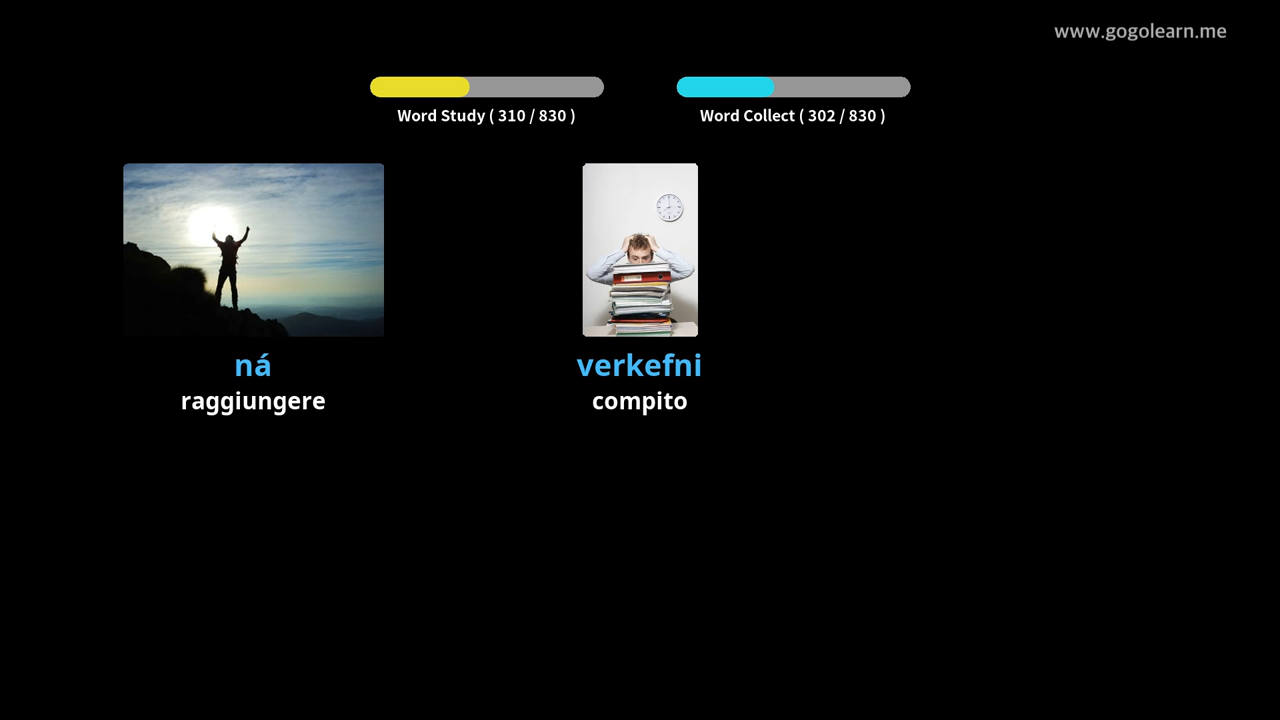 www.gogolearn.me
Word Study ( 310 / 830 )
Word Collect ( 302 / 830 )
ná
raggiungere
verkefni
compito